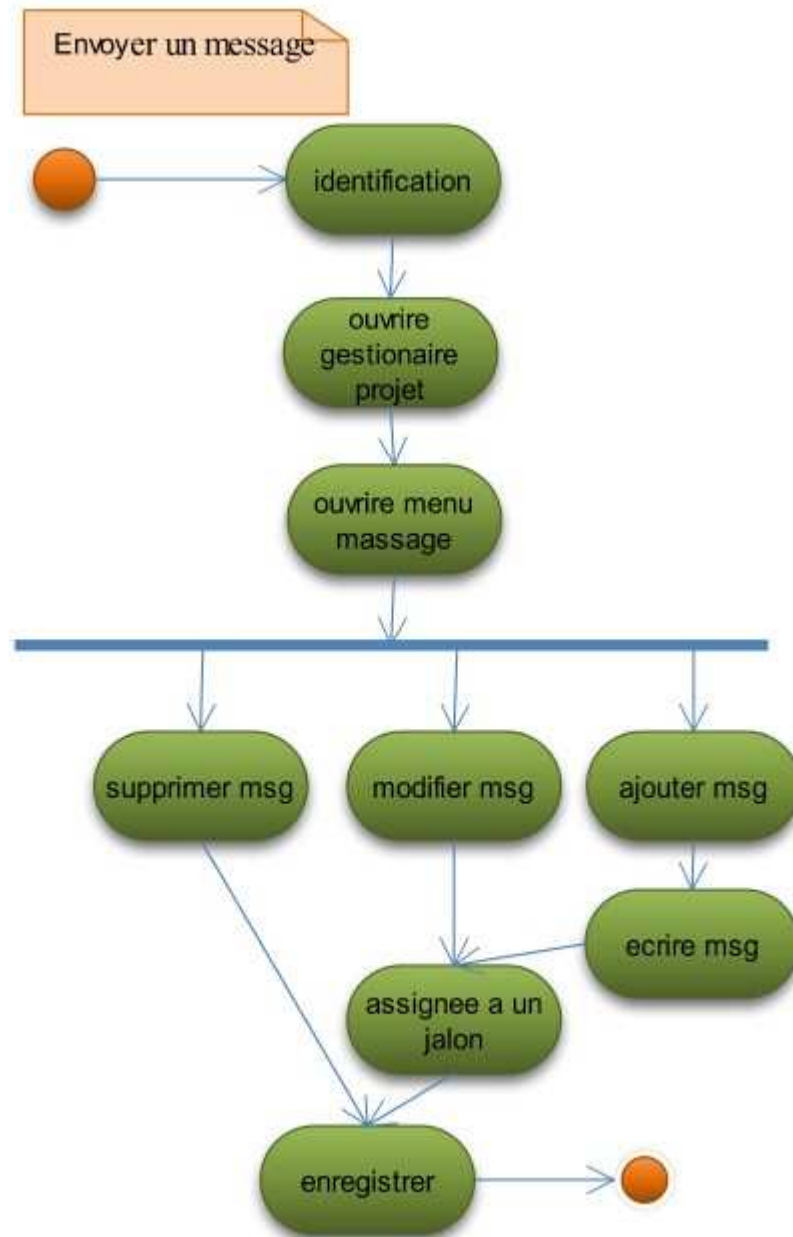 Envoyer un message
identification
ouvrire
gestionaire
projet
ouvrire menu
massage
supprimer msg
modifier msg
ajouter msg
ecrire msg
assignee a un
jalon
enregistrer